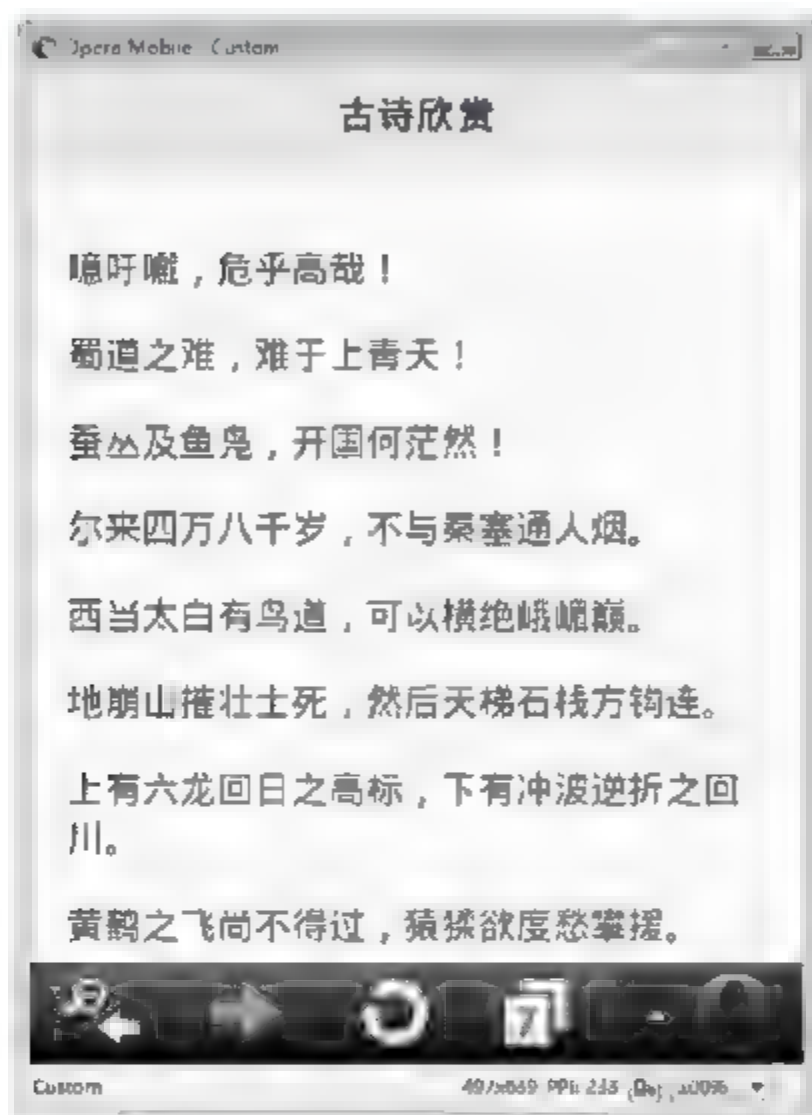 Opera Mobile Custom
古诗欣赏
噫吁嚱，危乎高哉！
蜀道之难，难于上青天！
蚕丛及鱼凫，开国何茫然！
尔来四万八千岁，不与秦塞通人烟。
西当太白有鸟道，可以横绝峨嵋巅。
地崩山摧壮士死，然后天梯石栈方钩连。
上有六龙回日之高标，下有冲波逆折之回
川。
黄鹤之飞尚不得过，猿猱欲度愁攀援。
7
Custom
PPI: 233